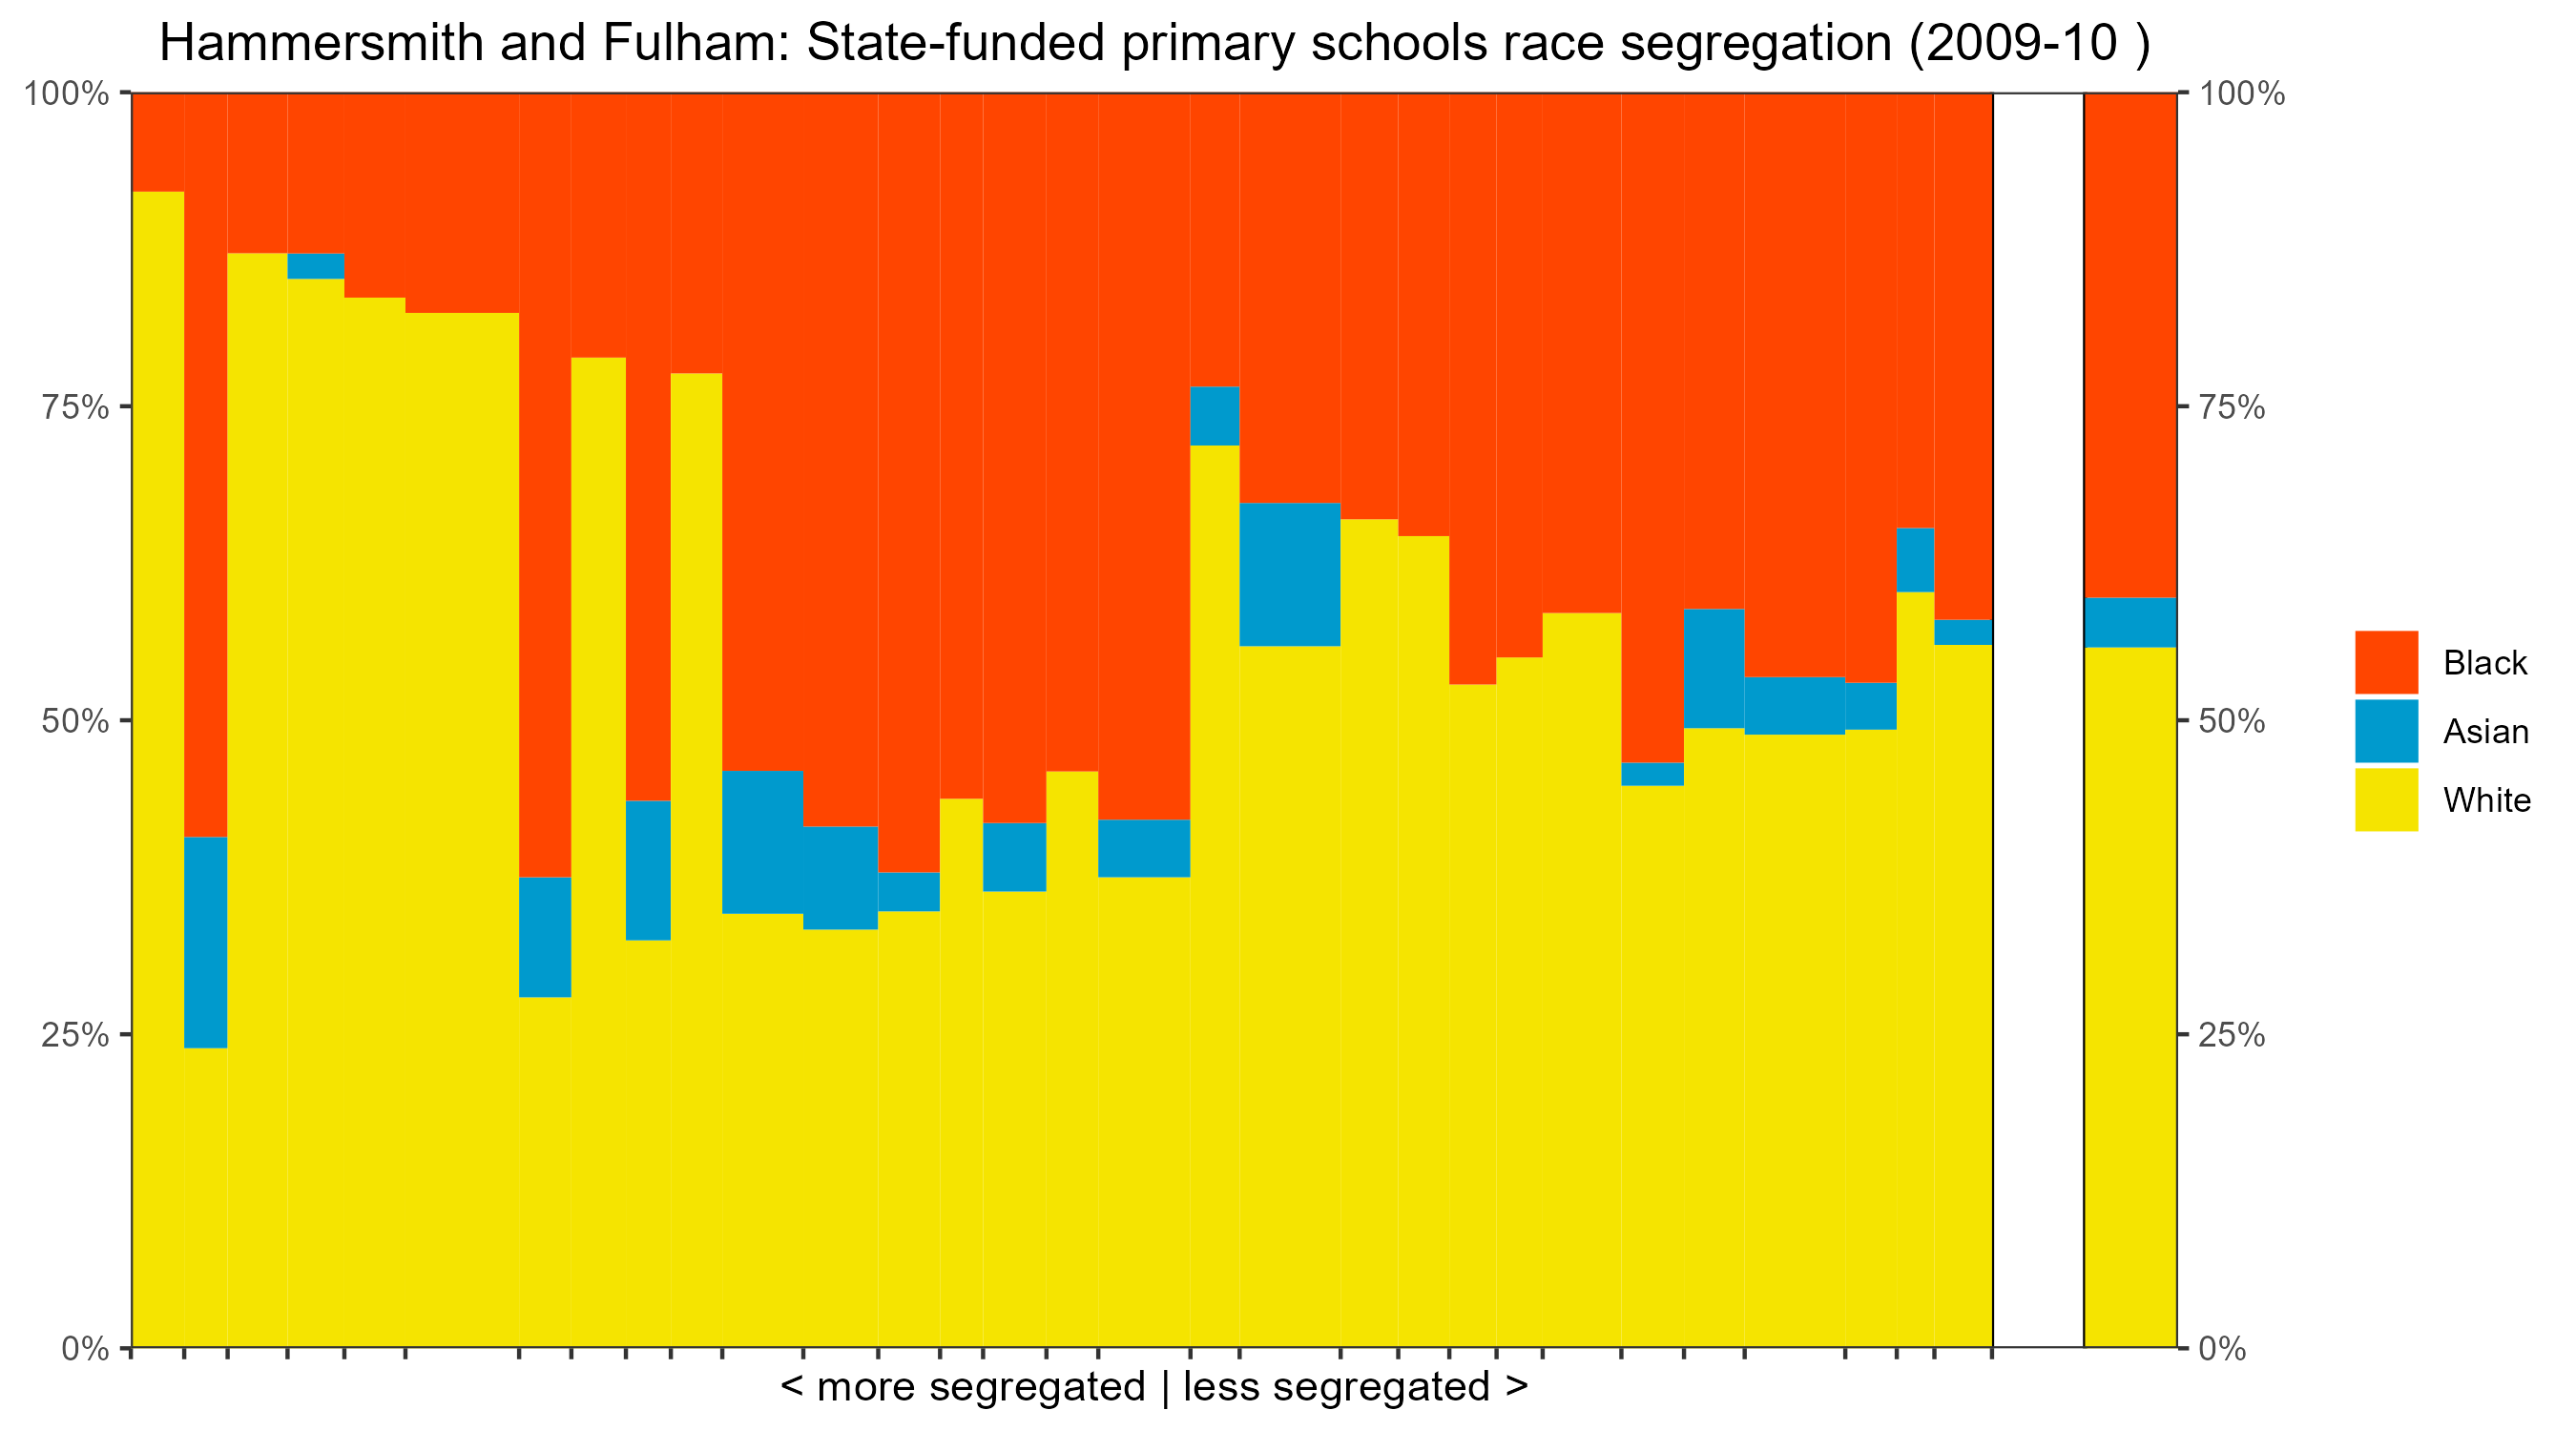 Hammersmith and Fulham: State-funded primary schools race segregation (2009-10 )
100%
75%
50%
25%
0%
100%
75%
50%
25%
0%
Black
Asian
White
< more segregated | less segregated >